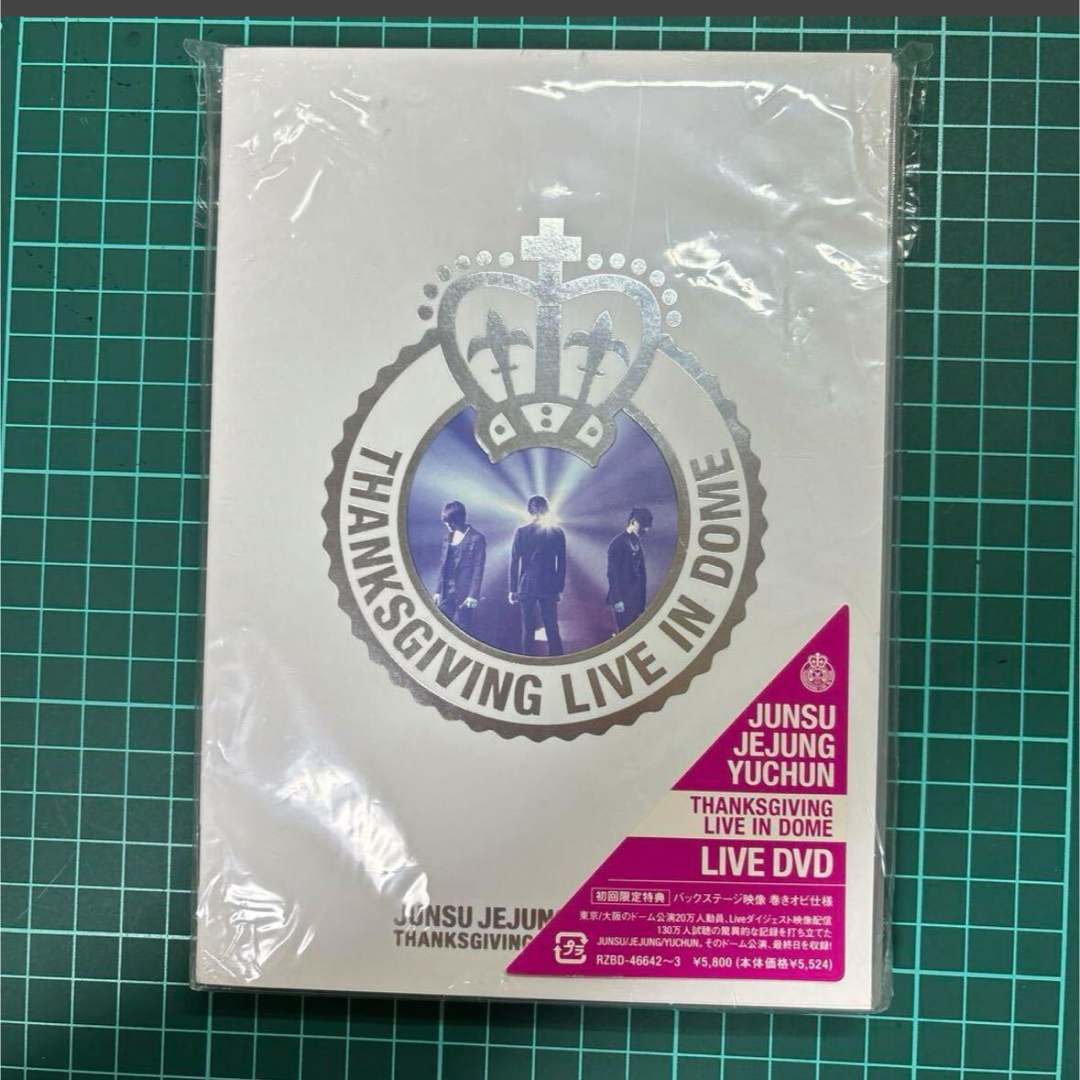 THANKSGIVING LIVE IN DOME
JUNSU
JEJUNG
YUCHUN
THANKSGIVING
LIVE IN DOME
LIVE DVD
初回限定特典 バックステージ映像 巻きオビ仕様
東京/大阪のドーム公演20万人動員、Liveダイジェスト映像配信
130万人試聴の驚異的な記録を打ち立てた
JUNSU/JEJUNG/YUCHUN。そのドーム公演、最終日を収録!
プラ
RZBD-46642〜3 ¥5,800 (本体価格¥5,524)
JUNSU JEJUN
THANKSGIVING